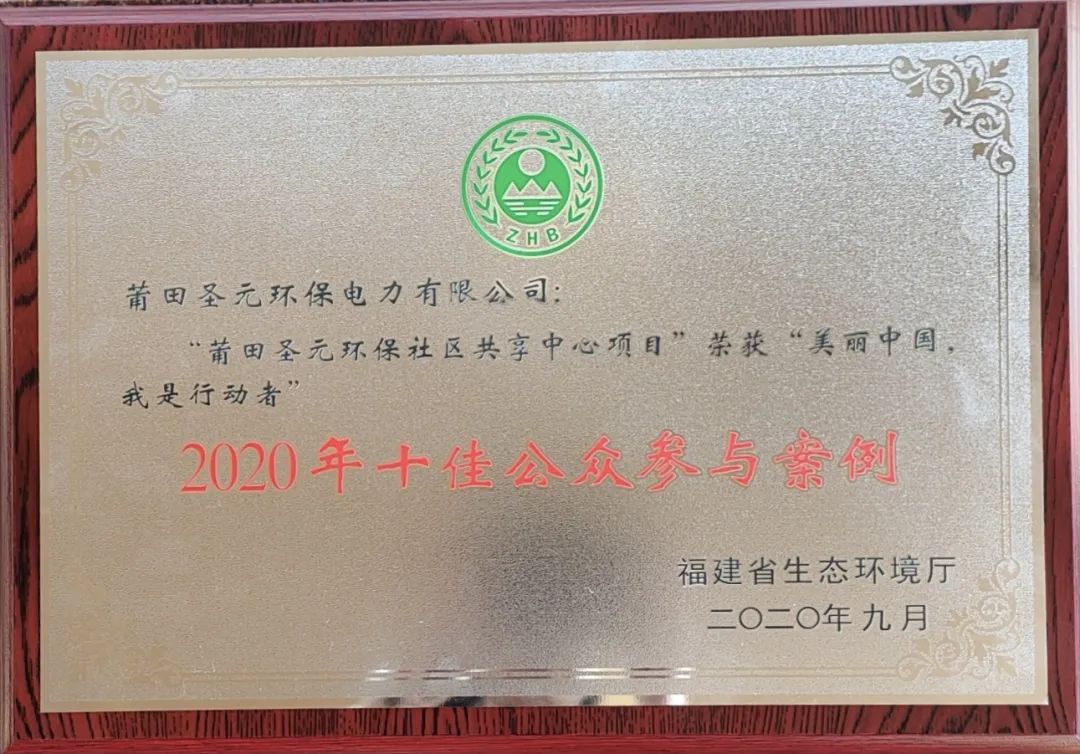 ZHB
莆田圣元环保电力有限公司：
“莆田圣元环保社区共享中心项目”荣获“美丽中国，
我是行动者”
2020年十佳公众参与案例
福建省生态环境厅
二〇二〇年九月